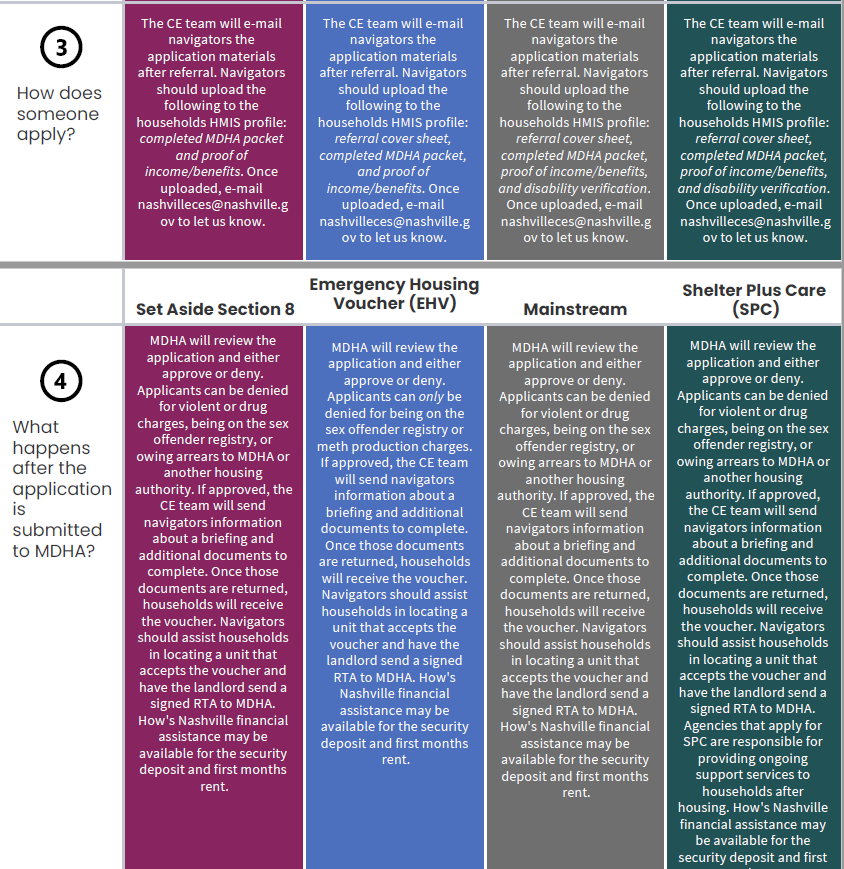 3
How does
someone
apply?
The CE team will e-mail
navigators the
application materials
after referral. Navigators
should upload the
following to the
households HMIS profile:
completed MDHA packet
and proof of
income/benefits. Once
uploaded, e-mail
nashvilleces@nashville.g
ov to let us know.
The CE team will e-mail
navigators the
application materials
after referral. Navigators
should upload the
following to the
households HMIS profile:
referral cover sheet,
completed MDHA packet,
and proof of
income/benefits. Once
uploaded, e-mail
nashvilleces@nashville.g
ov to let us know.
The CE team will e-mail
navigators the
application materials
after referral. Navigators
should upload the
following to the
households HMIS profile:
referral cover sheet,
completed MDHA packet,
proof of income/benefits,
and disability verification.
Once uploaded, e-mail
nashvilleces@nashville.g
ov to let us know.
The CE team will e-mail
navigators the
application materials
after referral. Navigators
should upload the
following to the
households HMIS profile:
referral cover sheet,
completed MDHA packet,
proof of income/benefits,
and disability verification.
Once uploaded, e-mail
nashvilleces@nashville.g
ov to let us know.
Set Aside Section 8
Emergency Housing
Voucher (EHV)
Mainstream
Shelter Plus Care
(SPC)
4
What
happens
after the
application
is
submitted
to MDHA?
MDHA will review the
application and either
approve or deny.
Applicants can be denied
for violent or drug
charges, being on the sex
offender registry, or
owing arrears to MDHA or
another housing
authority. If approved, the
CE team will send
navigators information
about a briefing and
additional documents to
complete. Once those
documents are returned,
households will receive
the voucher. Navigators
should assist households
in locating a unit that
accepts the voucher and
have the landlord send a
signed RTA to MDHA.
How's Nashville financial
assistance may be
available for the security
deposit and first months
rent.
MDHA will review the
application and either
approve or deny.
Applicants can only be
denied for being on the
sex offender registry or
meth production charges.
If approved, the CE team
will send navigators
information about a
briefing and additional
documents to complete.
Once those documents
are returned, households
will receive the voucher.
Navigators should assist
households in locating a
unit that accepts the
voucher and have the
landlord send a signed
RTA to MDHA. How's
Nashville financial
assistance may be
available for the security
deposit and first months
rent.
MDHA will review the
application and either
approve or deny.
Applicants can be denied
for violent or drug
charges, being on the sex
offender registry, or
owing arrears to MDHA or
another housing
authority. If approved, the
CE team will send
navigators information
about a briefing and
additional documents to
complete. Once those
documents are returned,
households will receive
the voucher. Navigators
should assist households
in locating a unit that
accepts the voucher and
have the landlord send a
signed RTA to MDHA.
How's Nashville financial
assistance may be
available for the security
deposit and first months
rent.
MDHA will review the
application and either
approve or deny.
Applicants can be denied
for violent or drug
charges, being on the sex
offender registry, or
owing arrears to MDHA or
another housing
authority. If approved,
the CE team will send
navigators information
about a briefing and
additional documents to
complete. Once those
documents are returned,
households will receive
the voucher. Navigators
should assist households
in locating a unit that
accepts the voucher and
have the landlord send a
signed RTA to MDHA.
Agencies that apply for
SPC are responsible for
providing ongoing
support services to
households after
housing. How's Nashville
financial assistance may
be available for the
security deposit and first